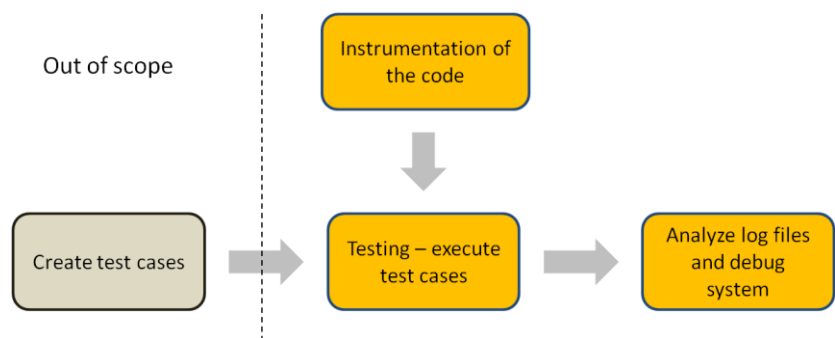 Out of scope
Instrumentation of
the code
Create test cases
Testing – execute
test cases
Analyze log files
and debug
system